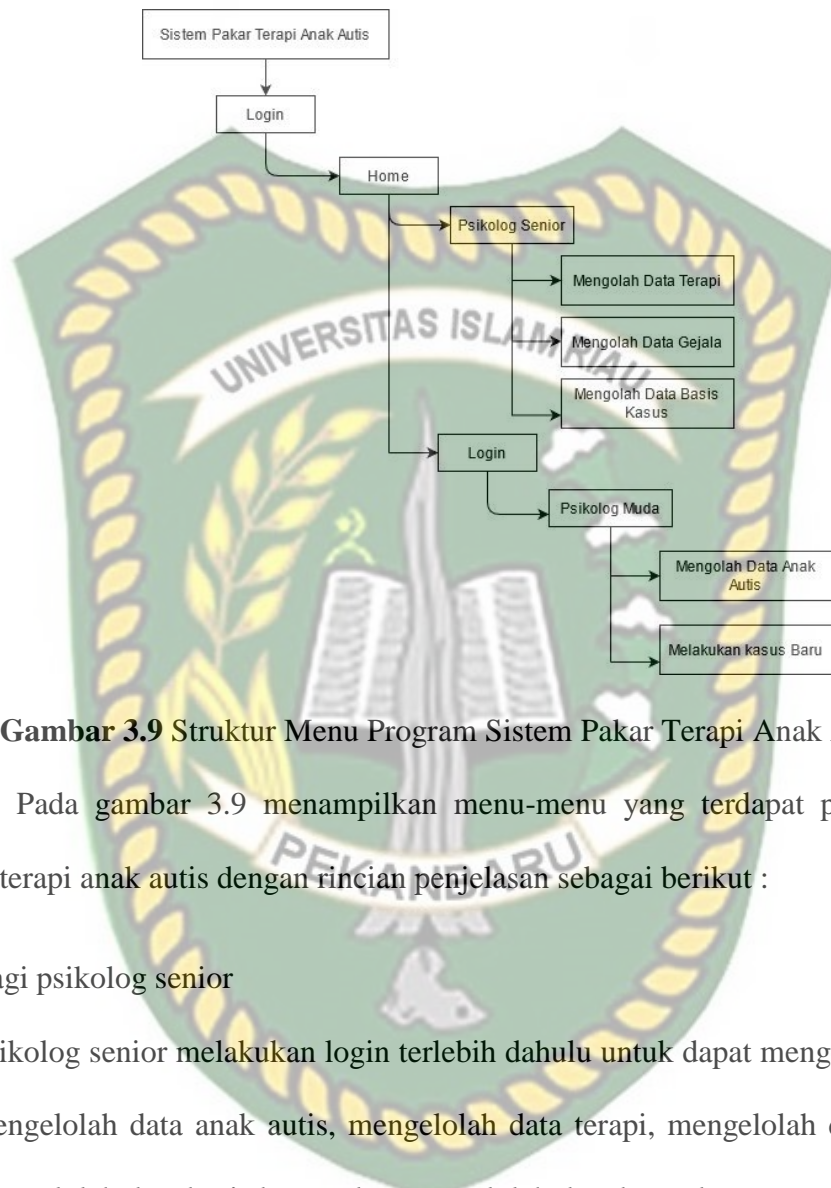 Sistem Pakar Terapi Anak Autis
Login
Home
Psikolog Senior
Mengolah Data Terapi
Mengolah Data Gejala
Mengolah Data Basis
Kasus
Login
Psikolog Muda
Mengolah Data Anak
Autis
Melakukan kasus Baru
UNIVERSITAS ISLAM RIAU
PEKANBARU
Gambar 3.9 Struktur Menu Program Sistem Pakar Terapi Anak
Pada gambar 3.9 menampilkan menu-menu yang terdapat p
terapi anak autis dengan rincian penjelasan sebagai berikut :
agi psikolog senior
sikolog senior melakukan login terlebih dahulu untuk dapat meng
engelolah data anak autis, mengelolah data terapi, mengelolah